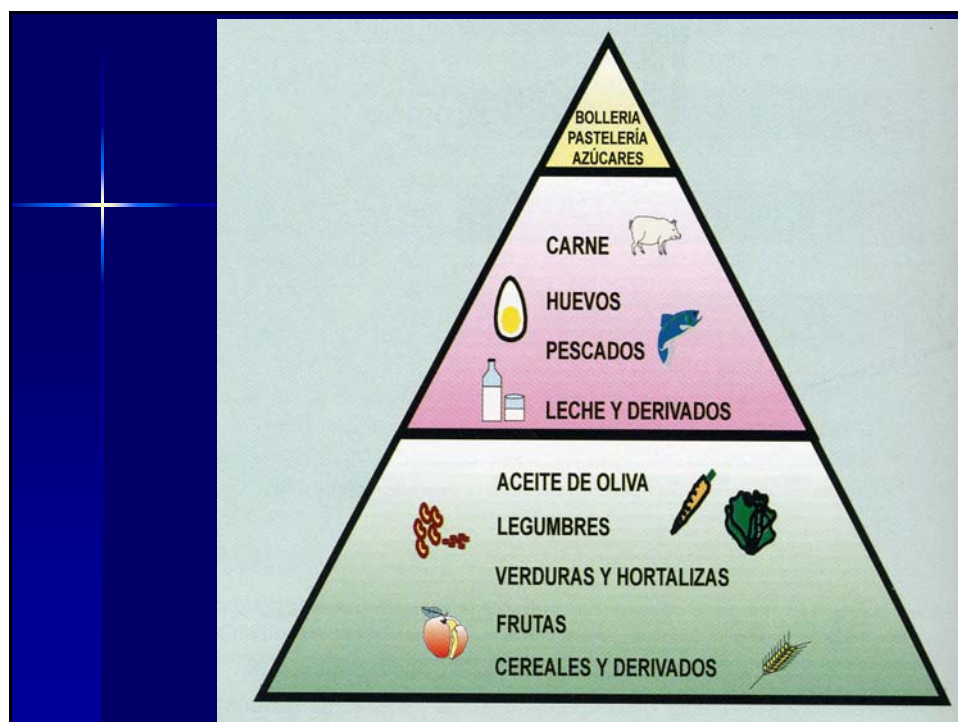 BOLLERIA
PASTELERÍA
AZÚCARES
CARNE
HUEVOS
PESCADOS
LECHE Y DERIVADOS
ACEITE DE OLIVA
LEGUMBRES
VERDURAS Y HORTALIZAS
FRUTAS
CEREALES Y DERIVADOS